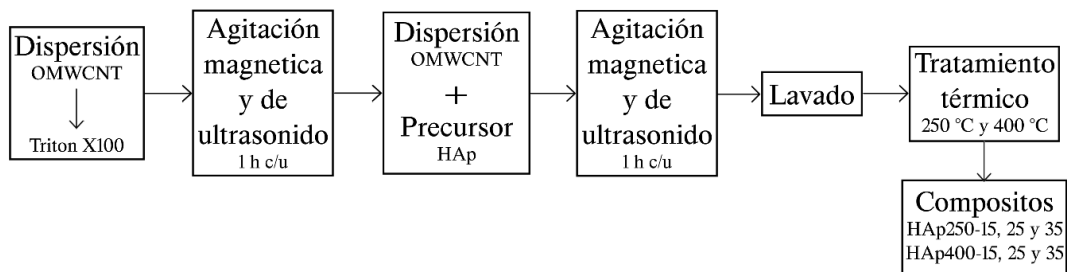 Dispersión
OMWCNT
Triton X100
Agitación
magnetica
y de
ultrasonido
1 h c/u
Dispersión
OMWCNT
+
Precursor
HAp
Agitación
magnetica
y de
ultrasonido
1 h c/u
Lavado
Tratamiento
térmico
250 °C y 400 °C
Compositos
HAp250-15, 25 y 35
HAp400-15, 25 y 35